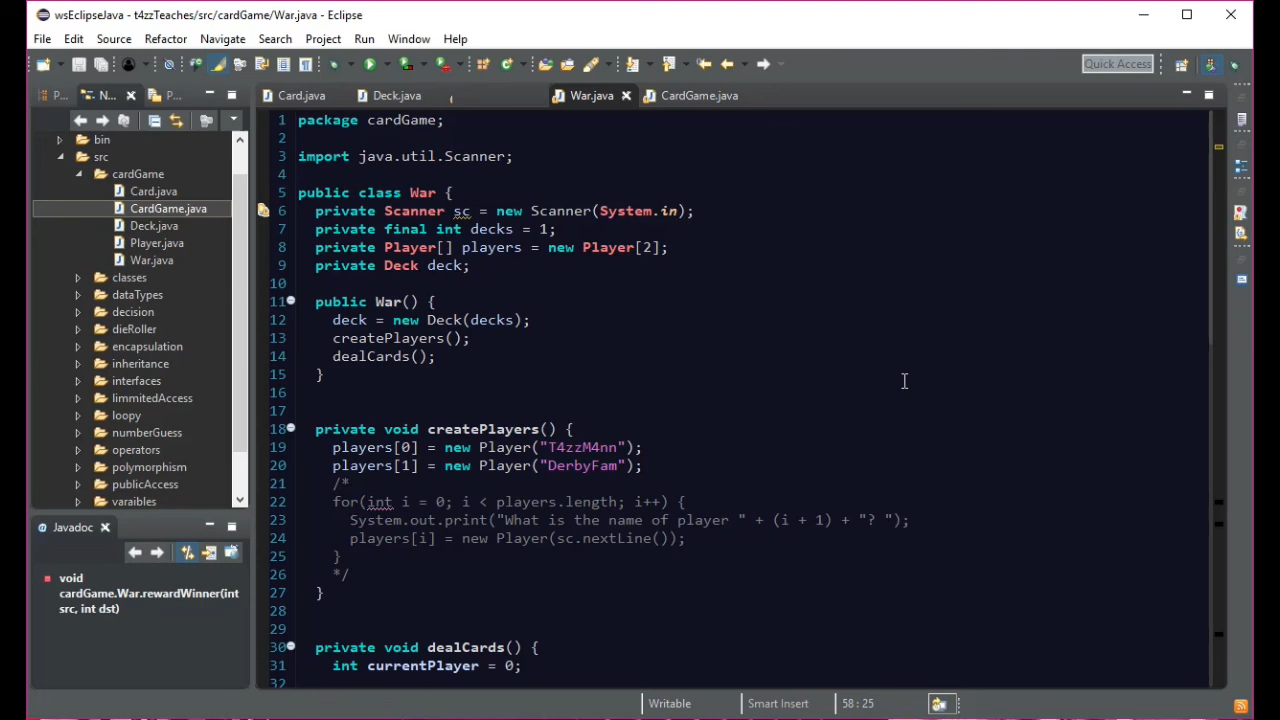 wsEclipseJava - t4zzTeaches/src/cardGame/War.java - Eclipse
File Edit Source Refactor Navigate Search Project Run Window Help
Quick Access
P... N... P...
Card.java Deck.java War.java CardGame.java
bin
src
cardGame
Card.java
CardGame.java
Deck.java
Player.java
War.java
classes
dataTypes
decision
dieRoller
encapsulation
inheritance
interfaces
limmitedAccess
loopy
numberGuess
operators
polymorphism
publicAccess
varaibles
Javadoc
void
cardGame.War.rewardWinner(int
src, int dst)
1 package cardGame;
2
3 import java.util.Scanner;
4
5 public class War {
6 private Scanner sc = new Scanner(System.in);
7 private final int decks = 1;
8 private Player[] players = new Player[2];
9 private Deck deck;
10
11 public War() {
12 deck = new Deck(decks);
13 createPlayers();
14 dealCards();
15 }
16
17
18 private void createPlayers() {
19 players[0] = new Player("T4zzM4nn");
20 players[1] = new Player("DerbyFam");
21 /*
22 for(int i = 0; i < players.length; i++) {
23 System.out.print("What is the name of player " + (i + 1) + "? ");
24 players[i] = new Player(sc.nextLine());
25 }
26 */
27 }
28
29
30 private void dealCards() {
31 int currentPlayer = 0;
32
Writable Smart Insert 58 : 25